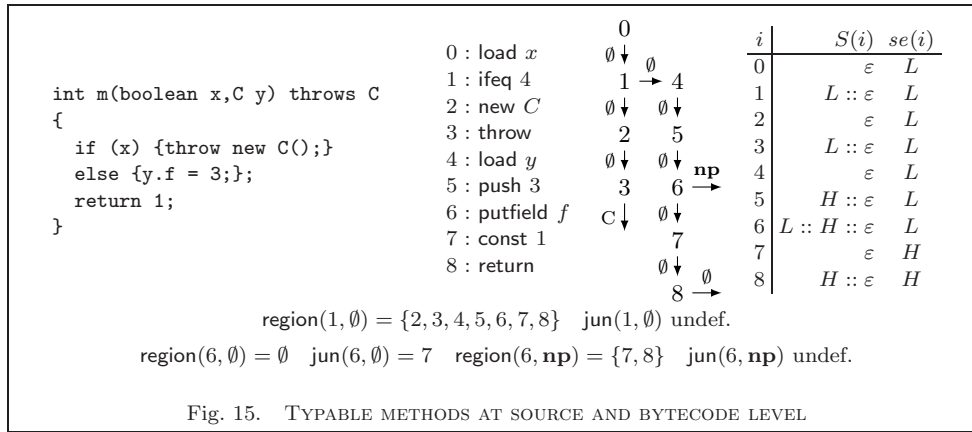 int m(boolean x,C y) throws C
{
if (x) {throw new C();}
else {y.f = 3;};
return 1;
}
0 : load x
1 : ifeq 4
2 : new C
3 : throw
4 : load y
5 : push 3
6 : putfield f
7 : const 1
8 : return
0
∅
1 ∅ 4
∅ ∅
2 5
∅ ∅ np
3 6
C ∅
7
∅ ∅
8
i S(i) se(i)
0 ε L
1 L :: ε L
2 ε L
3 L :: ε L
4 ε L
5 H :: ε L
6 L :: H :: ε L
7 ε H
8 H :: ε H
region(1, ∅) = {2, 3, 4, 5, 6, 7, 8} jun(1, ∅) undef.
region(6, ∅) = ∅ jun(6, ∅) = 7 region(6, np) = {7, 8} jun(6, np) undef.
Fig. 15. TYPABLE METHODS AT SOURCE AND BYTECODE LEVEL